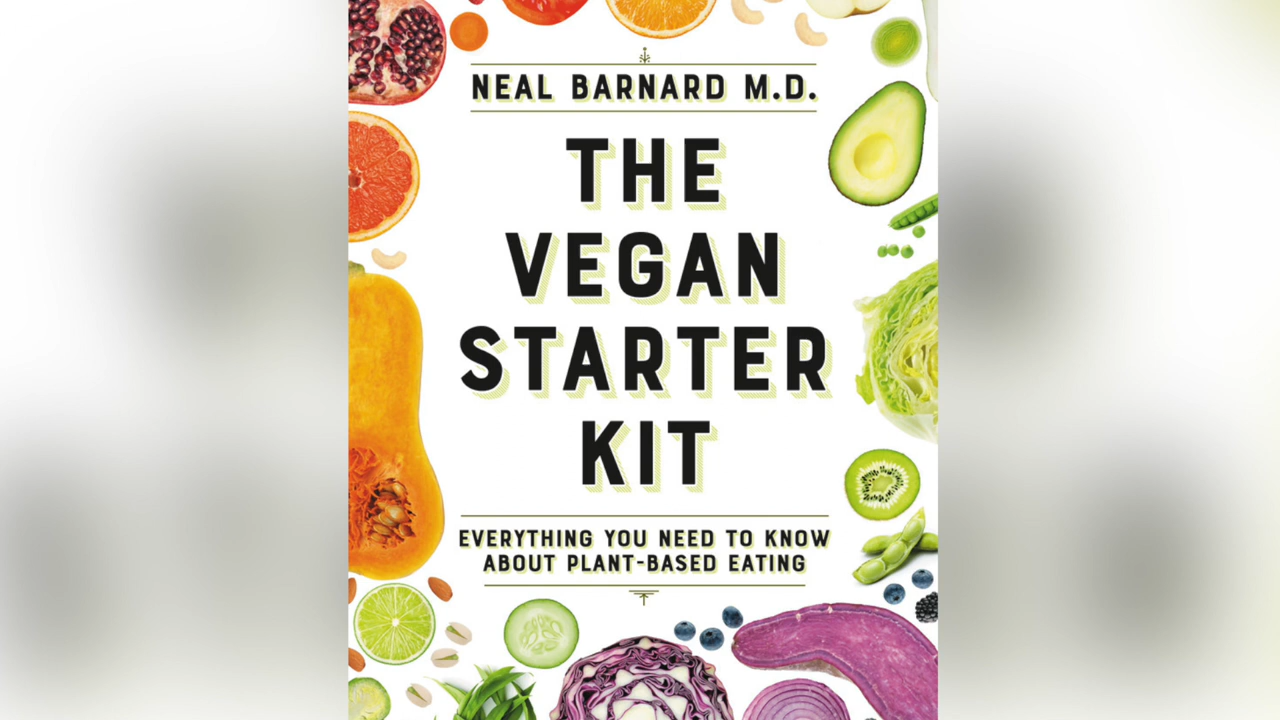 NEAL BARNARD M.D.
THE
VEGAN
STARTER
KIT
EVERYTHING YOU NEED TO KNOW
ABOUT PLANT-BASED EATING